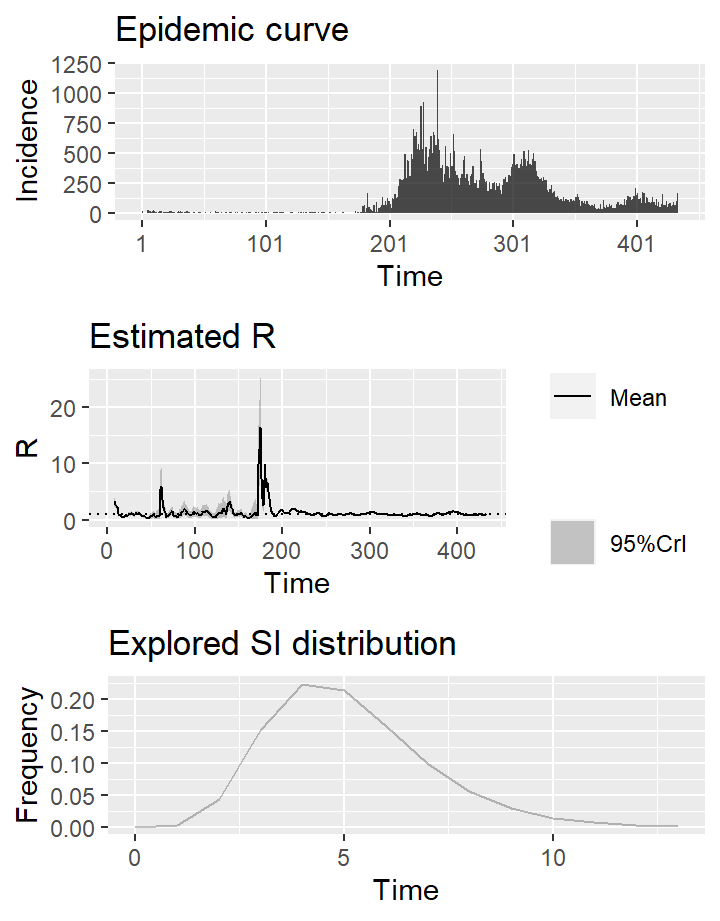 Epidemic curve
Incidence
1250
1000
750
500
250
0
1 101 201 301 401
Time
Estimated R
R
20
10
0
0 100 200 300 400
Time
Mean
95%CrI
Explored SI distribution
Frequency
0.20
0.15
0.10
0.05
0.00
0 5 10
Time